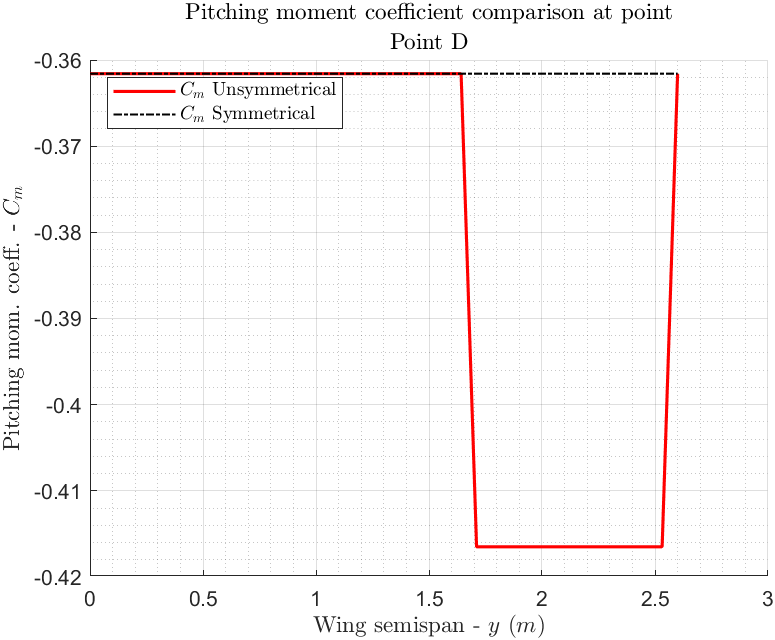 Pitching moment coefficient comparison at point
Point D
-0.36
-0.37
-0.38
-0.39
-0.4
-0.41
-0.42
Pitching mom. coeff. - Cₘ
Cₘ Unsymmetrical
Cₘ Symmetrical
0 0.5 1 1.5 2 2.5 3
Wing semispan - y (m)